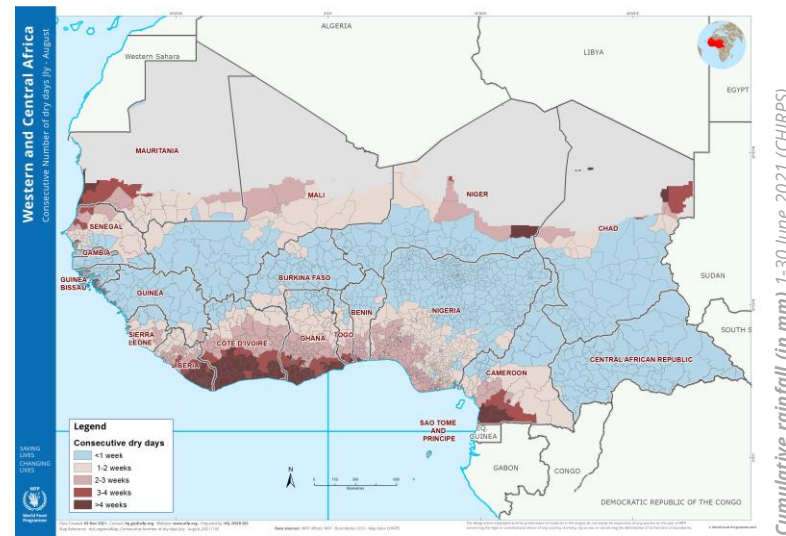 Western and Central Africa
Consecutive Number of dry days Jly - August
ALGERIA
LIBYA
EGYPT
Western Sahara
MAURITANIA
MALI
NIGER
CHAD
SUDAN
SENEGAL
GAMBIA
GUINEA
BISSAU
GUINEA
BURKINA FASO
BENIN
NIGERIA
SIERRA
LEONE
COTE D'IVOIRE
GHANA
TOGO
SOUTH S
CENTRAL AFRICAN REPUBLIC
CAMEROON
SAO TOME
AND
PRINCIPE
EQ.
GUINEA
GABON
CONGO
DEMOCRATIC REPUBLIC OF THE CONGO
Legend
Consecutive dry days
<1 week
1-2 weeks
2-3 weeks
3-4 weeks
>4 weeks
N
SAVING
LIVES
CHANGING
LIVES
WFP
World Food
Programme
Cumulative rainfall (in mm) 1-30 June 2021 (CHIRPS)